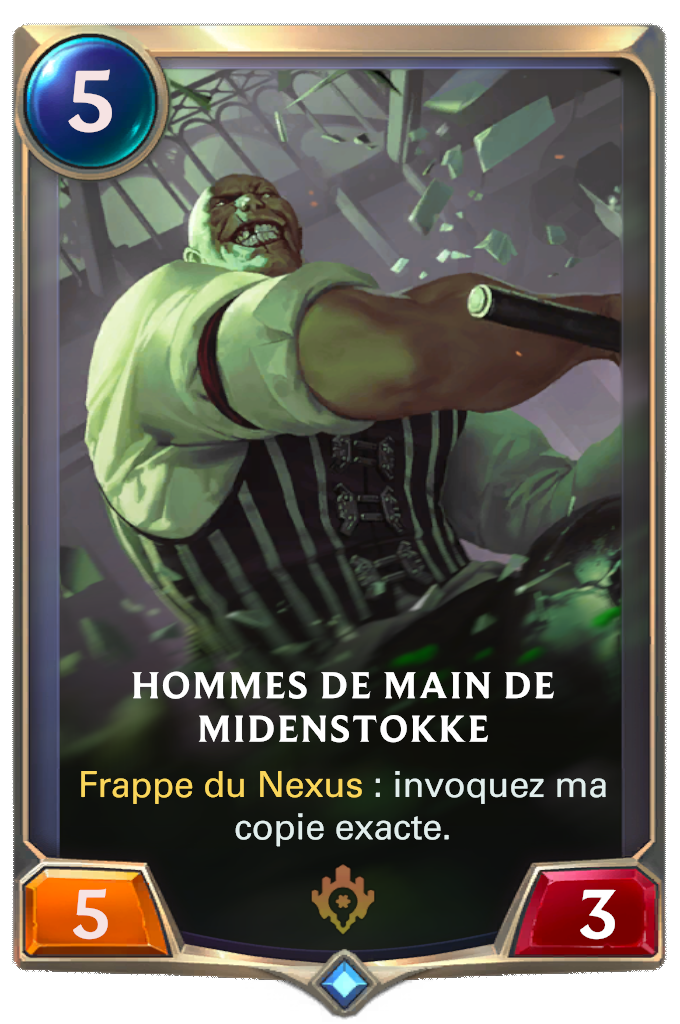 5
HOMMES DE MAIN DE
MIDENSTOKKE
Frappe du Nexus : invoquez ma
copie exacte.
5
3